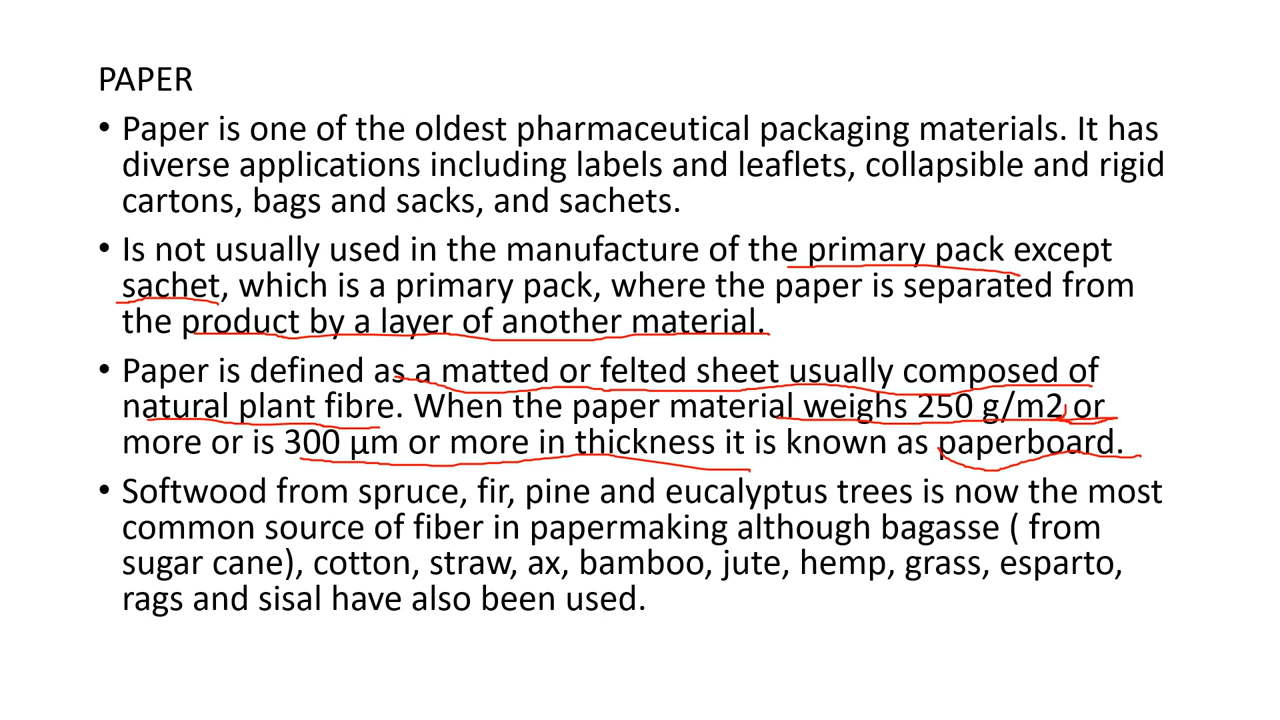 PAPER
• Paper is one of the oldest pharmaceutical packaging materials. It has
diverse applications including labels and leaflets, collapsible and rigid
cartons, bags and sacks, and sachets.
• Is not usually used in the manufacture of the primary pack except
sachet, which is a primary pack, where the paper is separated from
the product by a layer of another material.
• Paper is defined as a matted or felted sheet usually composed of
natural plant fibre. When the paper material weighs 250 g/m2 or
more or is 300 µm or more in thickness it is known as paperboard.
• Softwood from spruce, fir, pine and eucalyptus trees is now the most
common source of fiber in papermaking although bagasse ( from
sugar cane), cotton, straw, ax, bamboo, jute, hemp, grass, esparto,
rags and sisal have also been used.